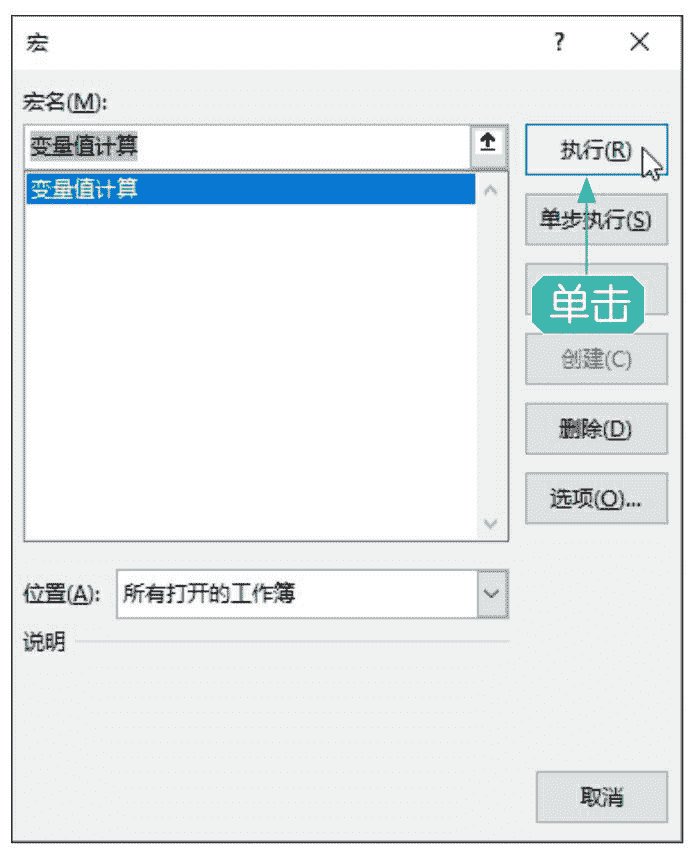 宏
?
宏名(M):
变量值计算
变量值计算
执行(R)
单步执行(S)
单击
创建(C)
删除(D)
选项(O)...
位置(A):
所有打开的工作簿
说明
取消